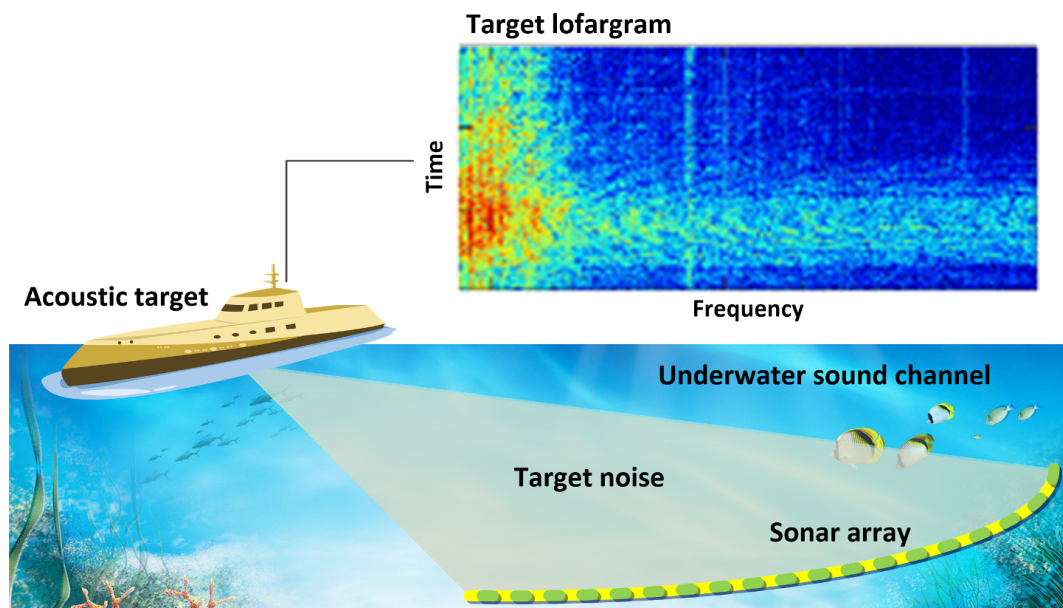 Target lofargram
Time
Frequency
Acoustic target
Underwater sound channel
Target noise
Sonar array